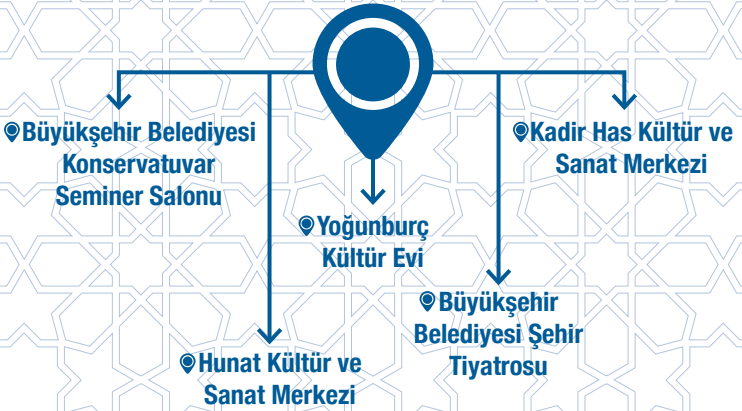 Büyükşehir Belediyesi
Konservatuvar
Seminer Salonu
Hunat Kültür ve
Sanat Merkezi
Yoğunburç
Kültür Evi
Büyükşehir
Belediyesi Şehir
Tiyatrosu
Kadir Has Kültür ve
Sanat Merkezi